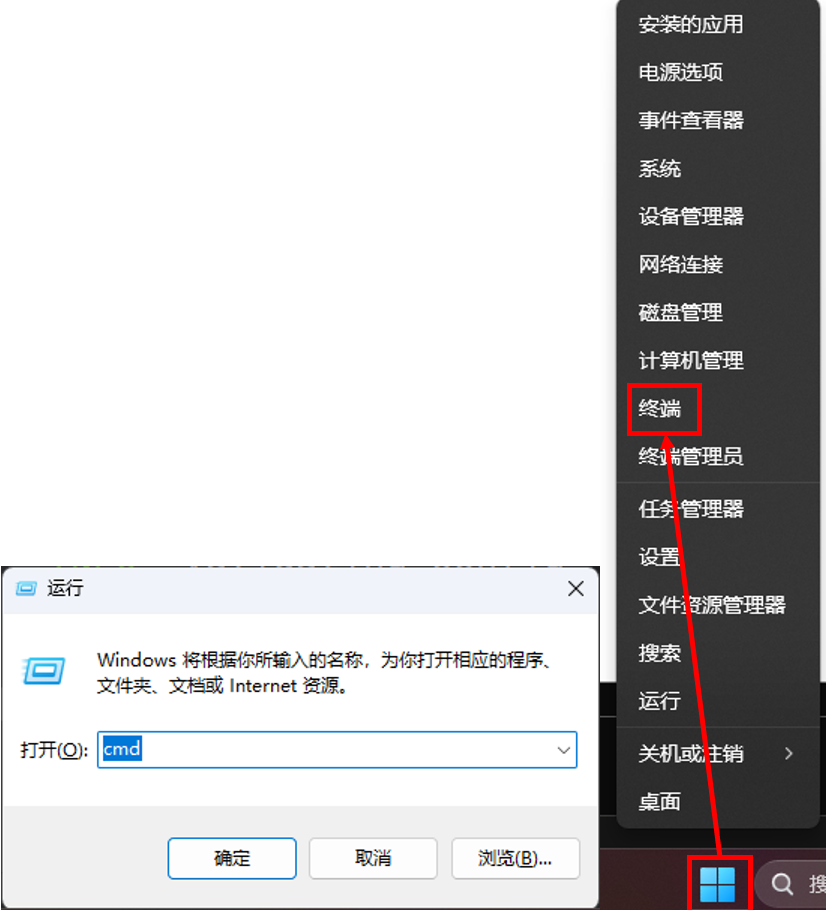 安装的应用
电源选项
事件查看器
系统
设备管理器
网络连接
磁盘管理
计算机管理
终端
终端管理员
任务管理器
设置
文件资源管理器
搜索
运行
关机或注销
桌面
搜
运行
Windows 将根据你所输入的名称，为你打开相应的程序、
文件夹、文档或 Internet 资源。
打开(O): cmd
确定 取消 浏览(B)...